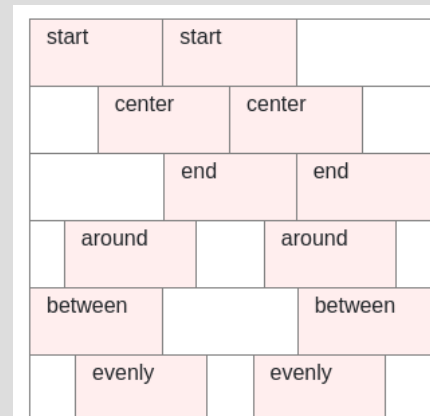 start start
center center
end end
around around
between between
evenly evenly